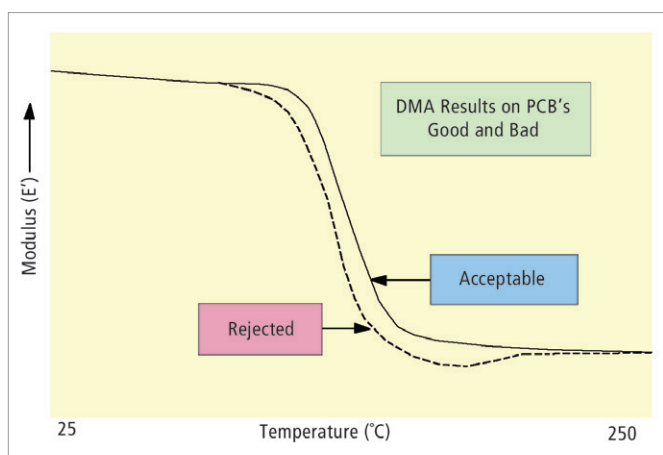 DMA Results on PCB's
Good and Bad
Modulus (E')
Acceptable
Rejected
25
Temperature (°C)
250